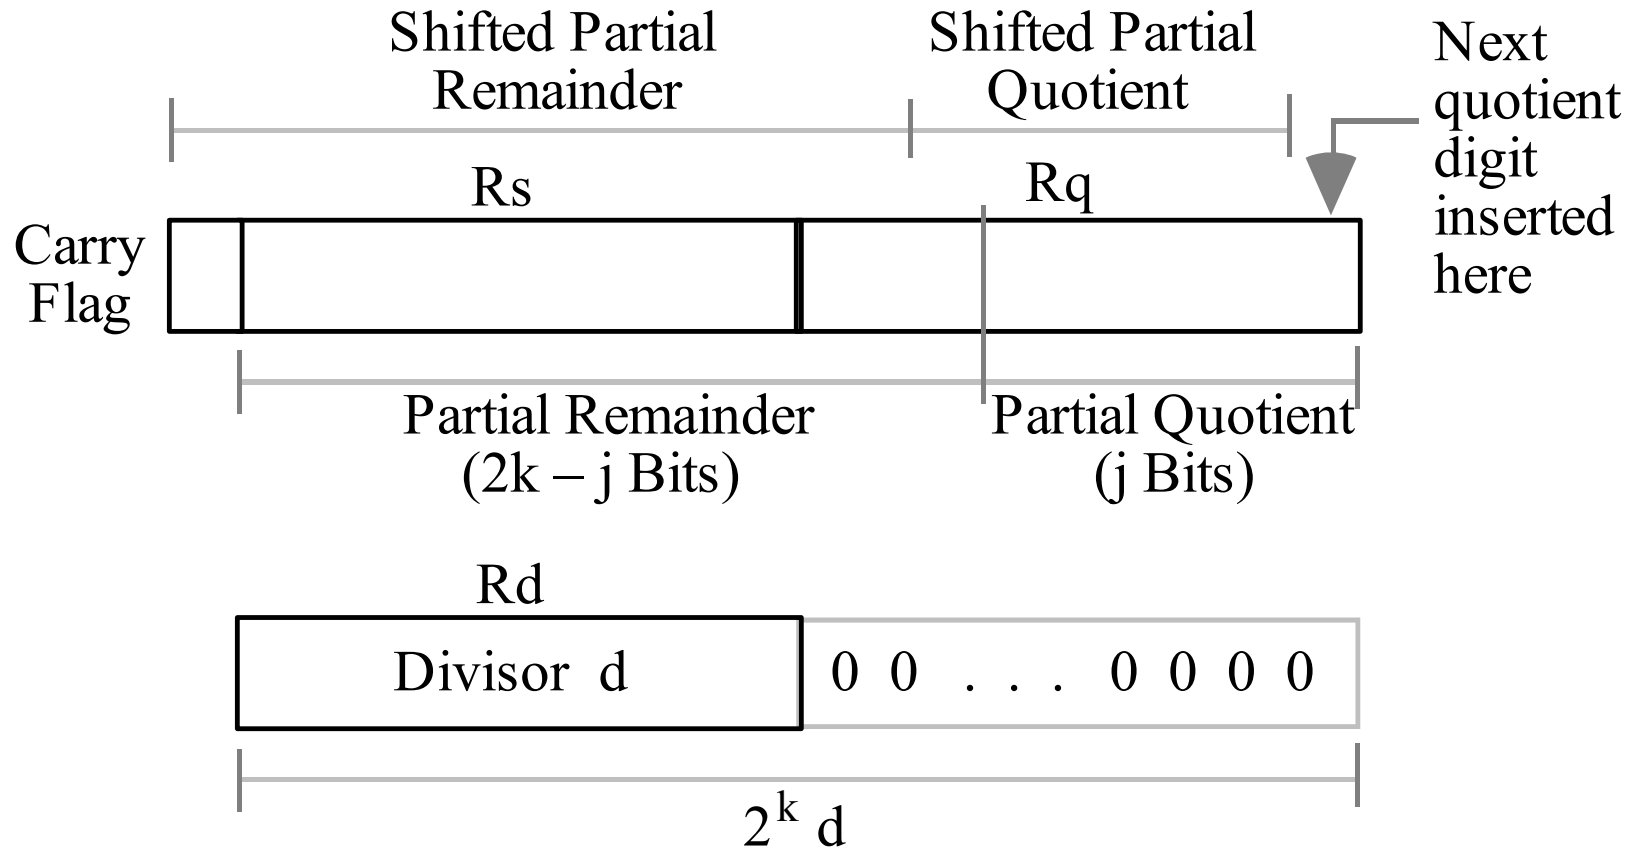 Shifted Partial
Remainder
Shifted Partial
Quotient
Next
quotient
digit
inserted
here
Rs
Rq
Carry
Flag
Partial Remainder
(2k – j Bits)
Partial Quotient
(j Bits)
Rd
Divisor d
0 0 . . . 0 0 0 0
2^k d